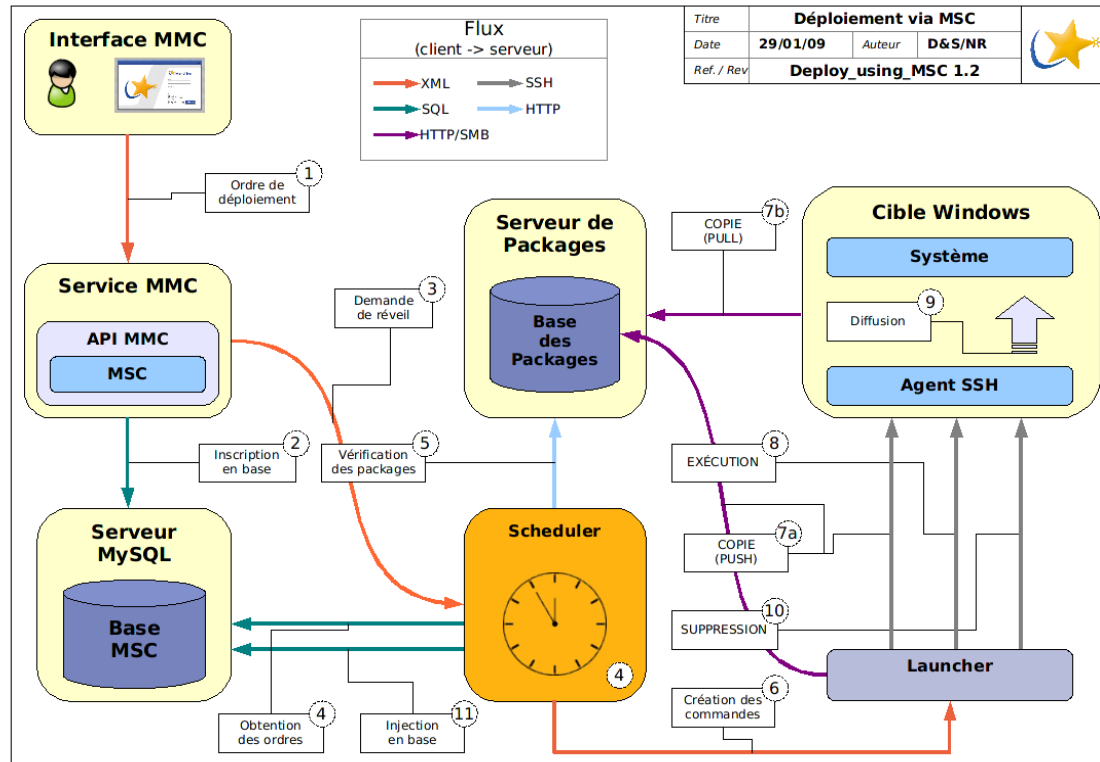 Interface MMC
Flux
(client -> serveur)
XML
SSH
SQL
HTTP
HTTP/SMB
Titre
Déploiement via MSC
Date
29/01/09
Auteur
D&S/NR
Ref. / Rev
Deploy_using_MSC 1.2
1
Ordre de
déploiement
Service MMC
API MMC
MSC
3
Demande
de réveil
Serveur de
Packages
Base
des
Packages
7b
COPIE
(PULL)
Cible Windows
Système
9
Diffusion
Agent SSH
2
Inscription
en base
5
Vérification
des packages
8
EXÉCUTION
Serveur
MySQL
Base
MSC
Scheduler
4
7a
COPIE
(PUSH)
10
SUPPRESSION
Launcher
4
Obtention
des ordres
11
Injection
en base
6
Création des
commandes